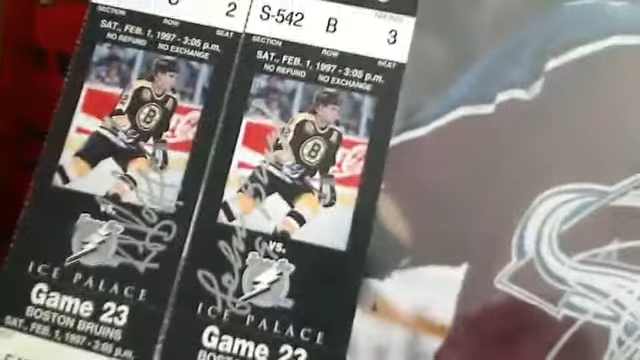 2
SECTION ROW SEAT
SAT., FEB. 1, 1997 - 3:05 p.m.
NO REFUND NO EXCHANGE
B
vs.
ICE PALACE
Game 23
BOSTON BRUINS
SAT., FEB. 1, 1997 - 3:05 p.m.
S-542 B 3
SECTION ROW SEAT
SAT., FEB. 1, 1997 - 3:05 p.m.
NO REFUND NO EXCHANGE
B
vs.
ICE PALACE
Game 23